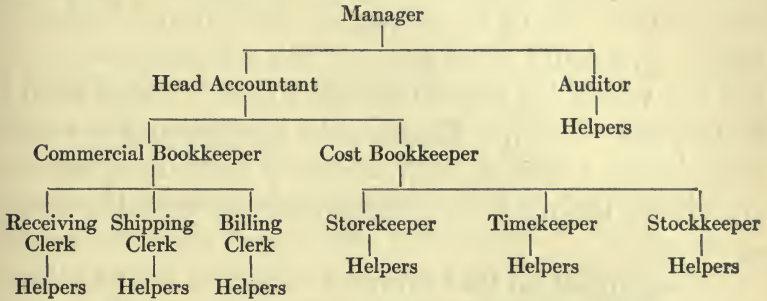 Manager
Head Accountant Auditor
Helpers
Commercial Bookkeeper Cost Bookkeeper
Receiving Shipping Billing Storekeeper Timekeeper Stockkeeper
Clerk Clerk Clerk
Helpers Helpers Helpers
Helpers Helpers Helpers